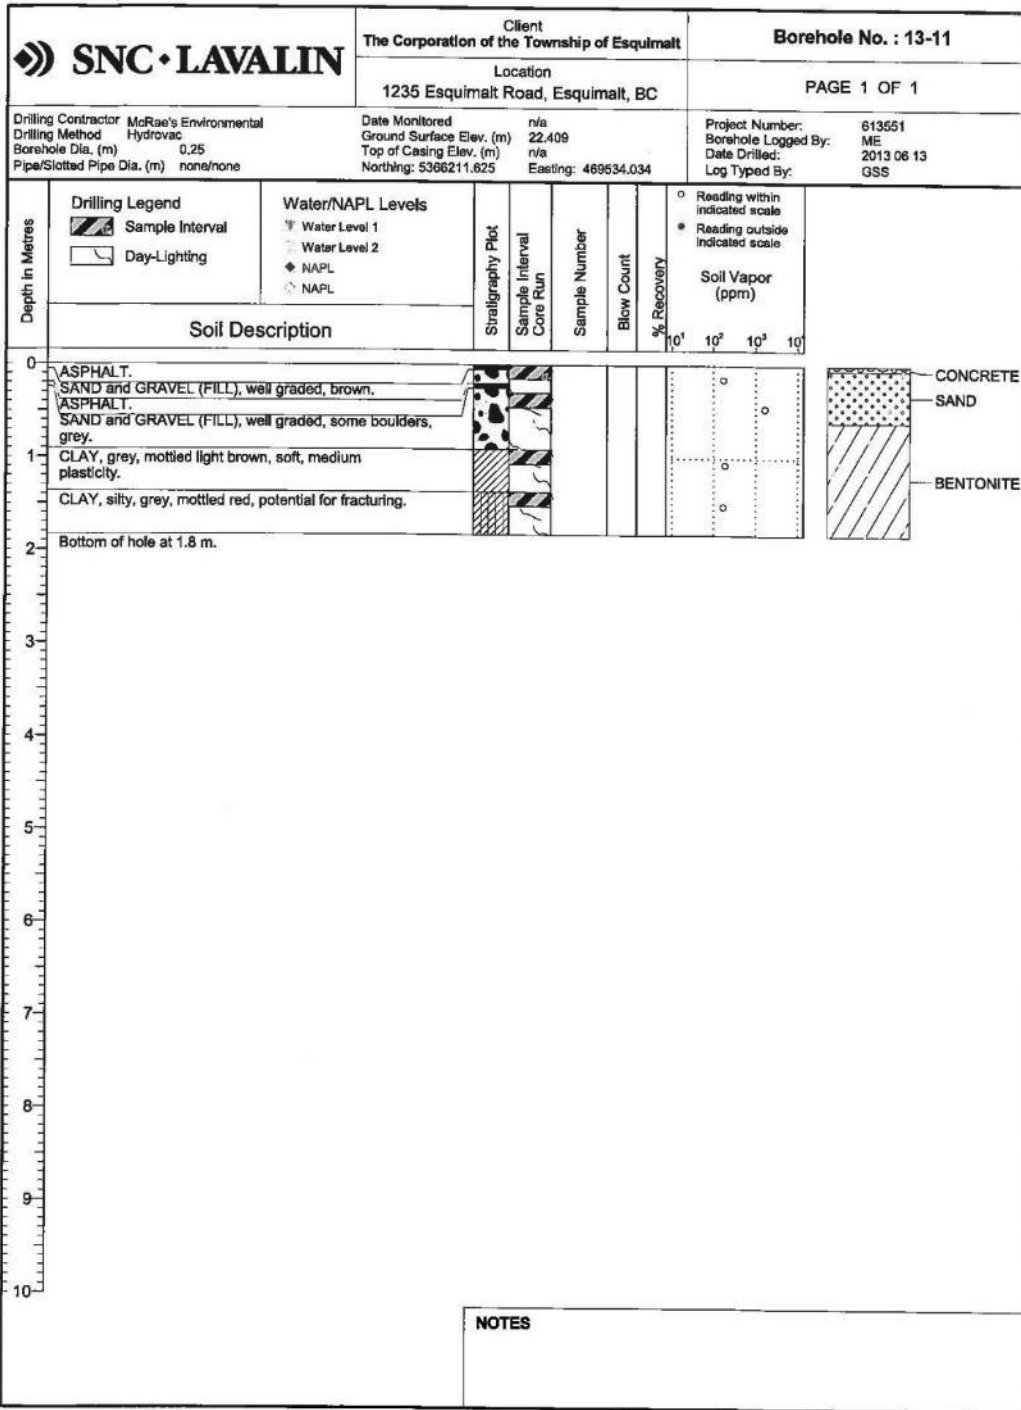 SNC•LAVALIN
Client
The Corporation of the Township of Esquimalt
Location
1235 Esquimalt Road, Esquimalt, BC
Borehole No. : 13-11
PAGE 1 OF 1
Drilling Contractor McRae's Environmental
Drilling Method Hydrovac
Borehole Dia. (m) 0.25
Pipe/Slotted Pipe Dia. (m) none/none
Date Monitored n/a
Ground Surface Elev. (m) 22.409
Top of Casing Elev. (m) n/a
Northing: 5366211.625 Easting: 469534.034
Project Number: 613551
Borehole Logged By: ME
Date Drilled: 2013 06 13
Log Typed By: GSS
Depth in Metres
Drilling Legend
Sample Interval
Day-Lighting
Water/NAPL Levels
Water Level 1
Water Level 2
NAPL
NAPL
Soil Description
Stratigraphy Plot
Sample Interval
Core Run
Sample Number
Blow Count
% Recovery
Reading within
indicated scale
Reading outside
indicated scale
Soil Vapor
(ppm)
10¹ 10² 10³ 10⁴
0
ASPHALT.
SAND and GRAVEL (FILL), well graded, brown.
ASPHALT.
SAND and GRAVEL (FILL), well graded, some boulders,
grey.
1
CLAY, grey, mottled light brown, soft, medium
plasticity.
CLAY, silty, grey, mottled red, potential for fracturing.
2
Bottom of hole at 1.8 m.
CONCRETE
SAND
BENTONITE
3
4
5
6
7
8
9
10
NOTES